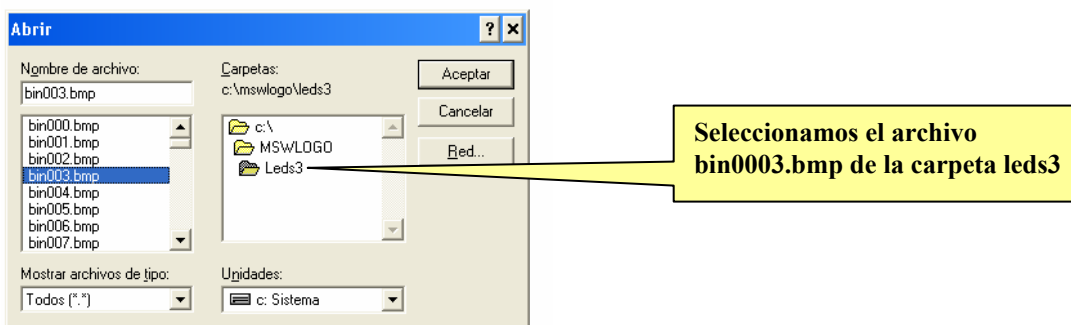 Abrir
Nombre de archivo:
bin003.bmp
bin000.bmp
bin001.bmp
bin002.bmp
bin003.bmp
bin004.bmp
bin005.bmp
bin006.bmp
bin007.bmp
Mostrar archivos de tipo:
Todos (*.*)
Carpetas:
c:\mswlogo\leds3
c:\
MSWLOGO
Leds3
Unidades:
c: Sistema
Aceptar
Cancelar
Red...
Seleccionamos el archivo
bin0003.bmp de la carpeta leds3